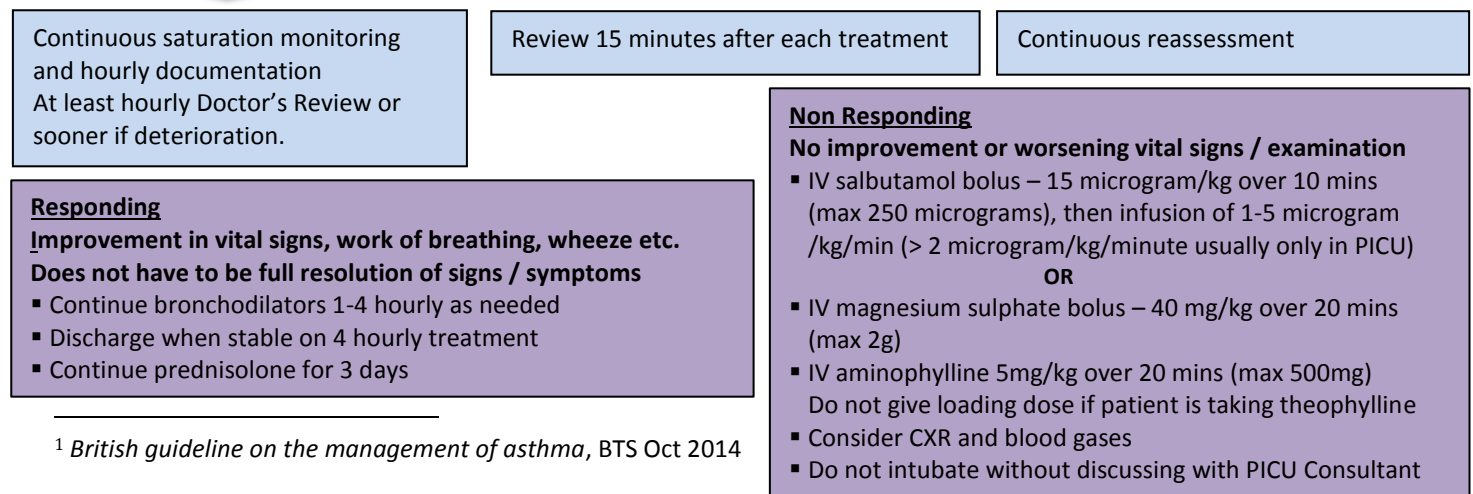 Continuous saturation monitoring
and hourly documentation
At least hourly Doctor’s Review or
sooner if deterioration.
Review 15 minutes after each treatment
Continuous reassessment
Responding
Improvement in vital signs, work of breathing, wheeze etc.
Does not have to be full resolution of signs / symptoms
▪ Continue bronchodilators 1-4 hourly as needed
▪ Discharge when stable on 4 hourly treatment
▪ Continue prednisolone for 3 days
Non Responding
No improvement or worsening vital signs / examination
▪ IV salbutamol bolus – 15 microgram/kg over 10 mins
(max 250 micrograms), then infusion of 1-5 microgram
/kg/min (> 2 microgram/kg/minute usually only in PICU)
OR
▪ IV magnesium sulphate bolus – 40 mg/kg over 20 mins
(max 2g)
▪ IV aminophylline 5mg/kg over 20 mins (max 500mg)
Do not give loading dose if patient is taking theophylline
▪ Consider CXR and blood gases
▪ Do not intubate without discussing with PICU Consultant
1 British guideline on the management of asthma, BTS Oct 2014